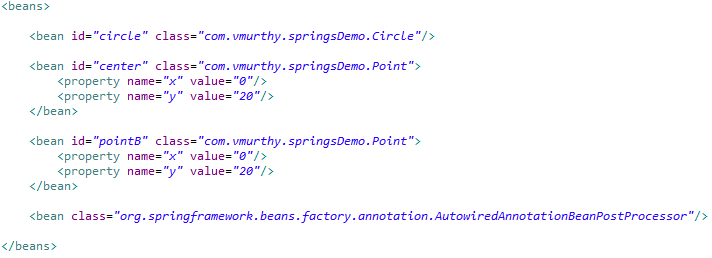 <beans>
<bean id="circle" class="com.vmurthy.springsDemo.Circle"/>
<bean id="center" class="com.vmurthy.springsDemo.Point">
<property name="x" value="0"/>
<property name="y" value="20"/>
</bean>
<bean id="pointB" class="com.vmurthy.springsDemo.Point">
<property name="x" value="0"/>
<property name="y" value="20"/>
</bean>
<bean class="org.springframework.beans.factory.annotation.AutowiredAnnotationBeanPostProcessor"/>
</beans>